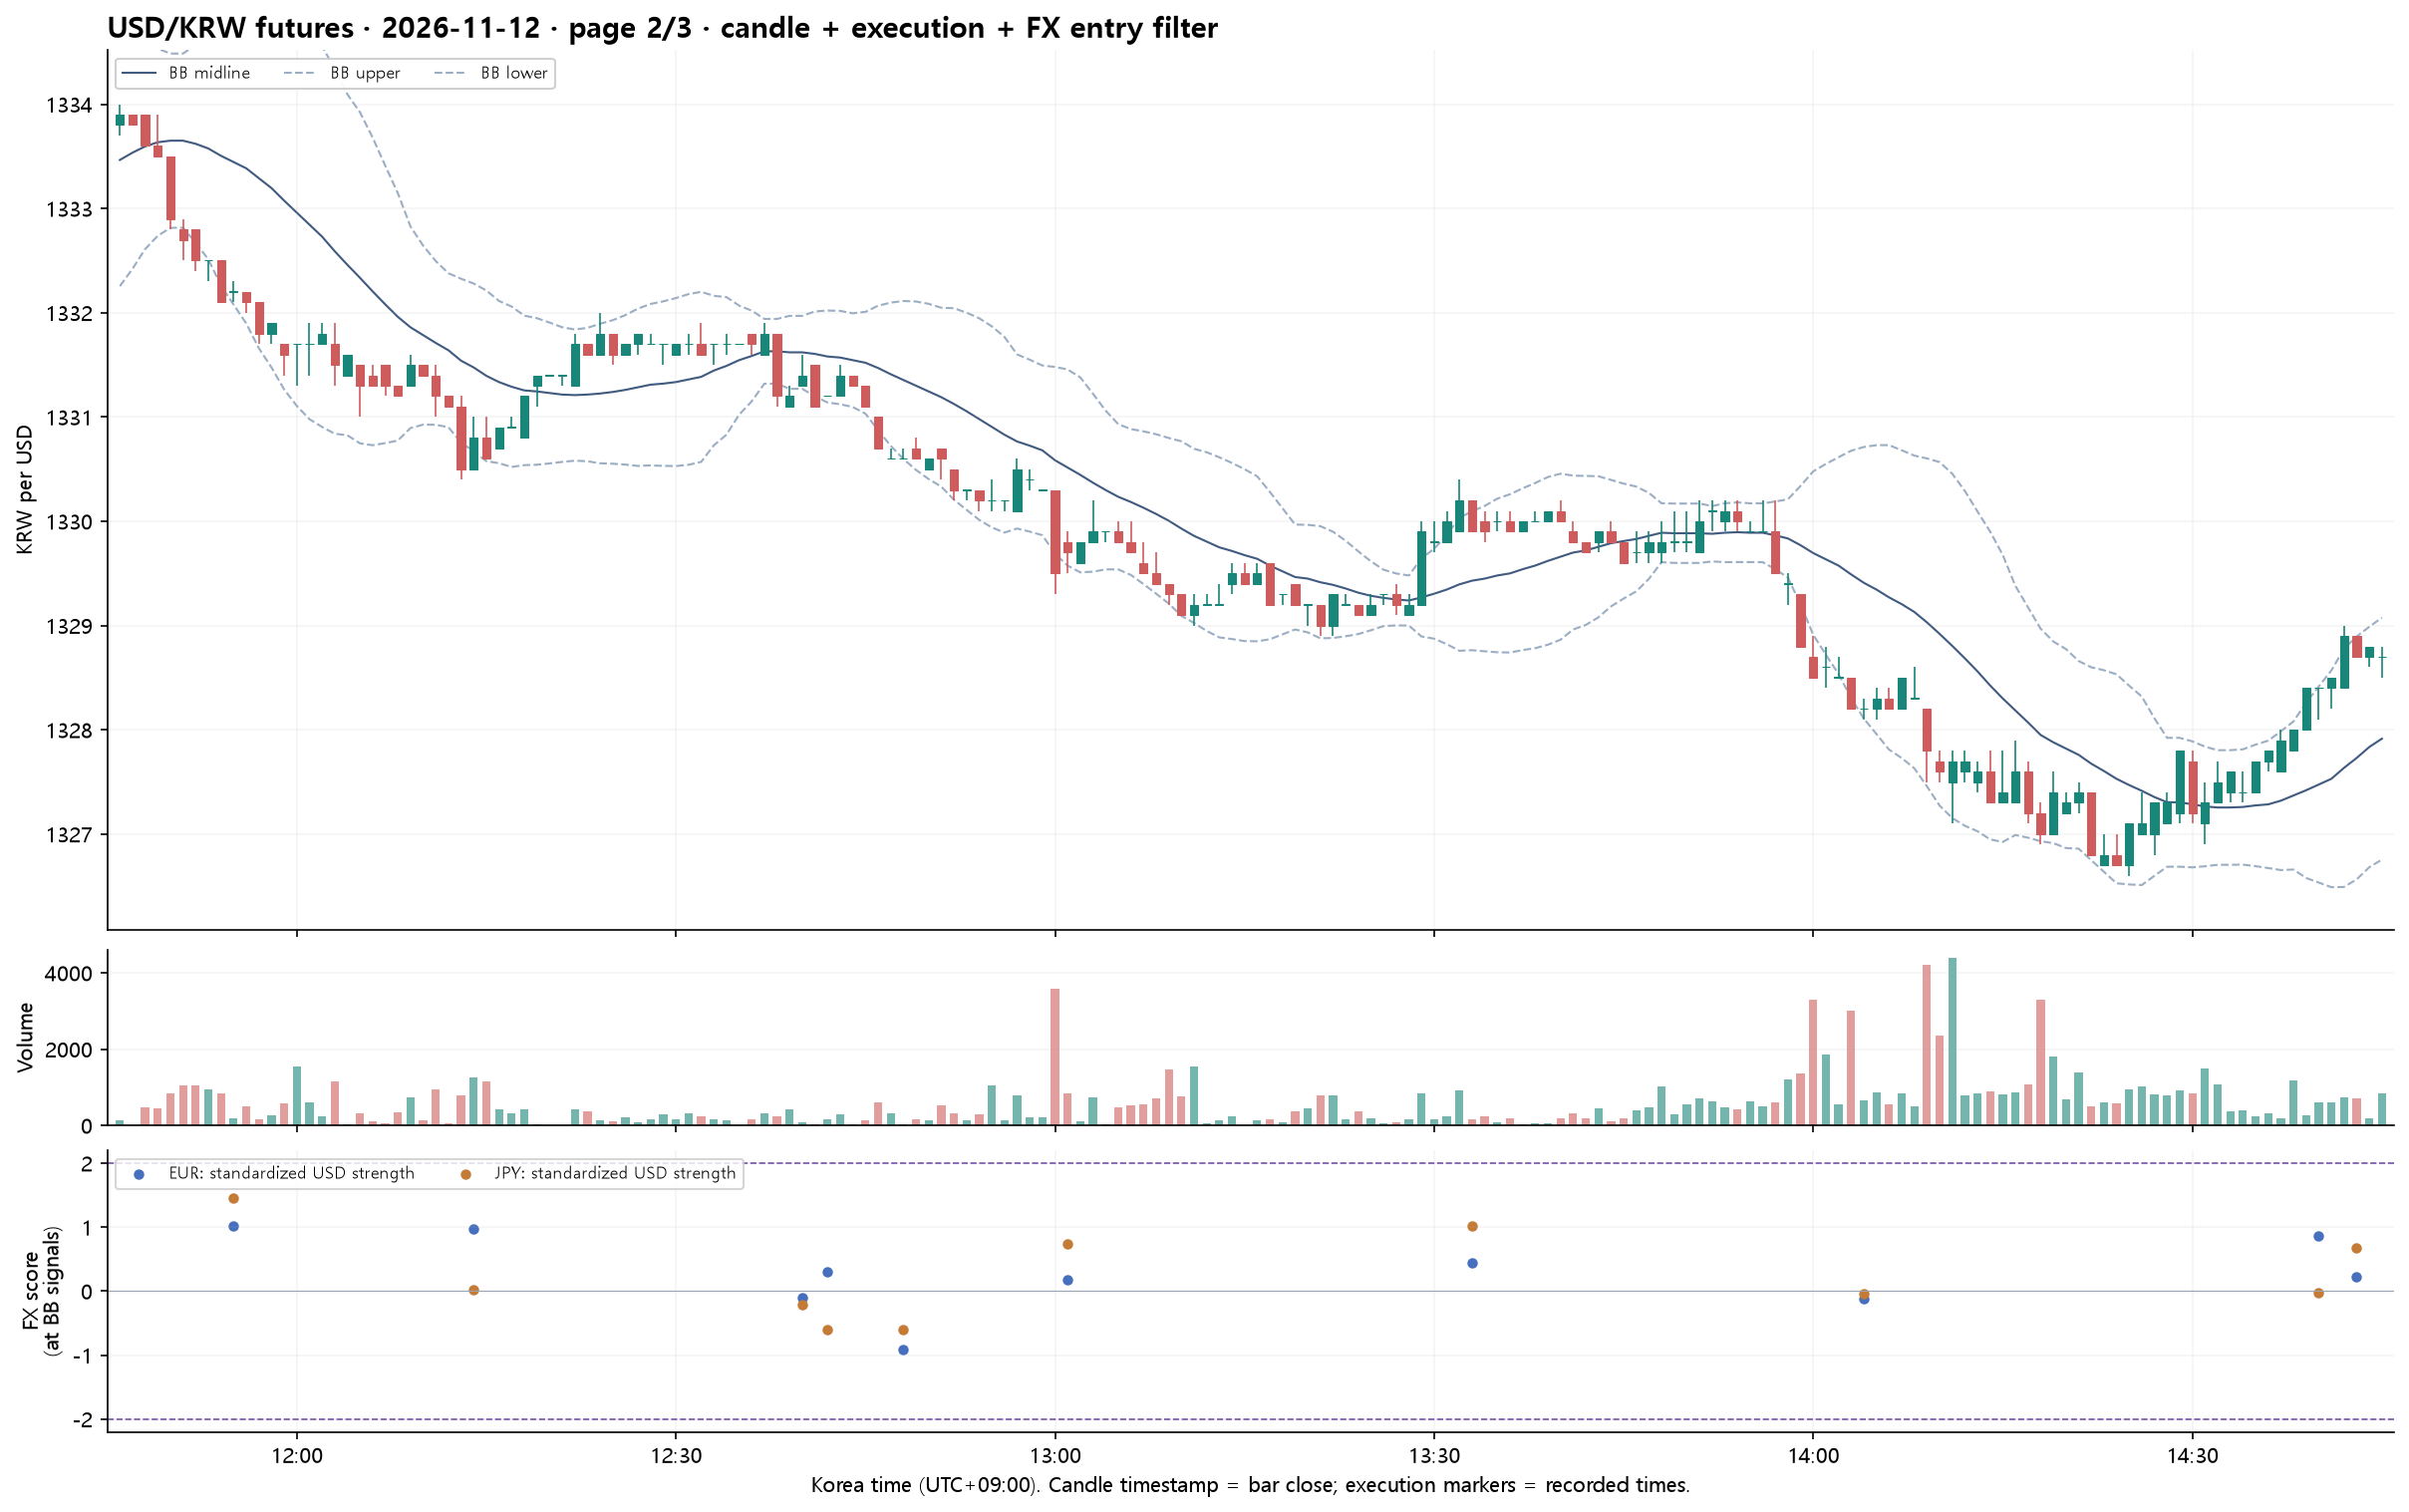 USD/KRW futures · 2026-11-12 · page 2/3 · candle + execution + FX entry filter
BB midline BB upper BB lower
1334
1333
1332
1331
1330
1329
1328
1327
KRW per USD
4000
2000
0
Volume
EUR: standardized USD strength JPY: standardized USD strength
2
1
0
-1
-2
FX score
(at BB signals)
12:00 12:30 13:00 13:30 14:00 14:30
Korea time (UTC+09:00). Candle timestamp = bar close; execution markers = recorded times.